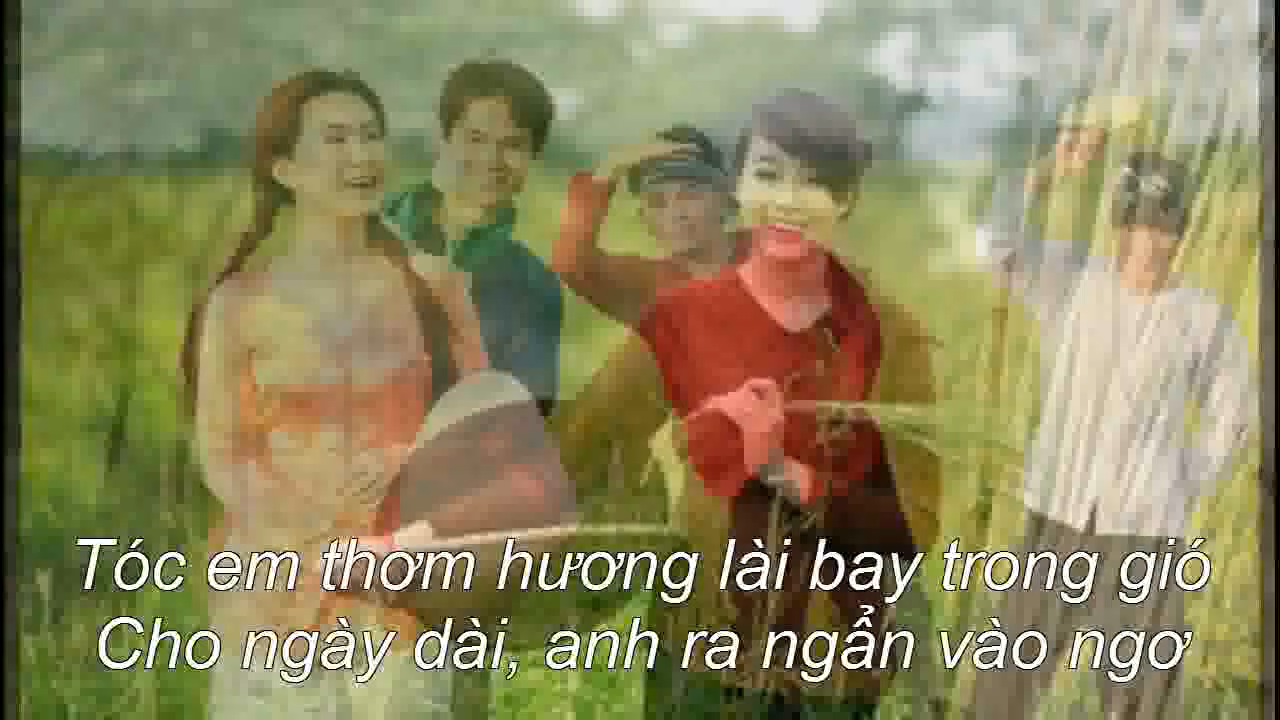 Tóc em thơm hương lài bay trong gió
Cho ngày dài, anh ra ngẩn vào ngơ